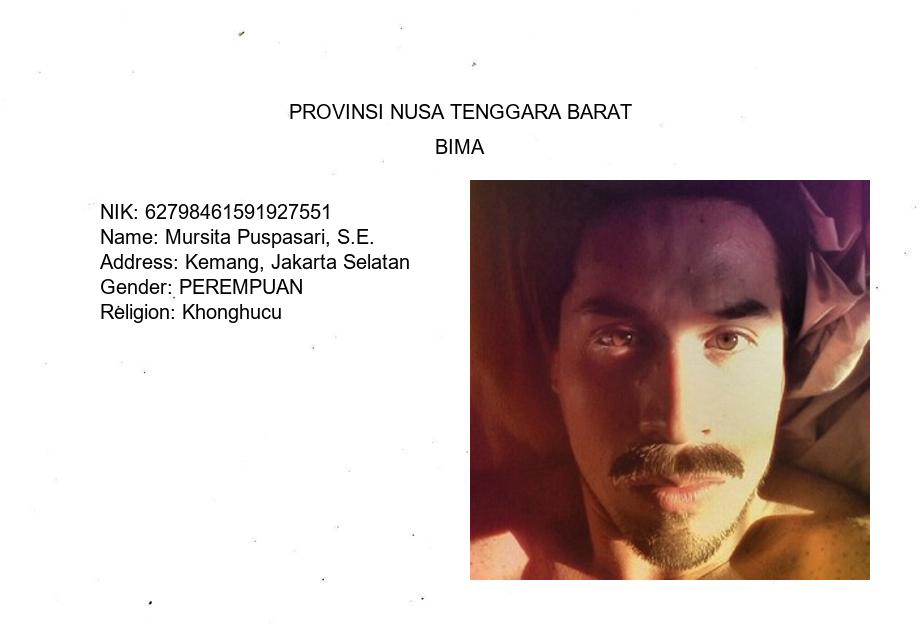 PROVINSI NUSA TENGGARA BARAT
BIMA
NIK: 62798461591927551
Name: Mursita Puspasari, S.E.
Address: Kemang, Jakarta Selatan
Gender: PEREMPUAN
Religion: Khonghucu